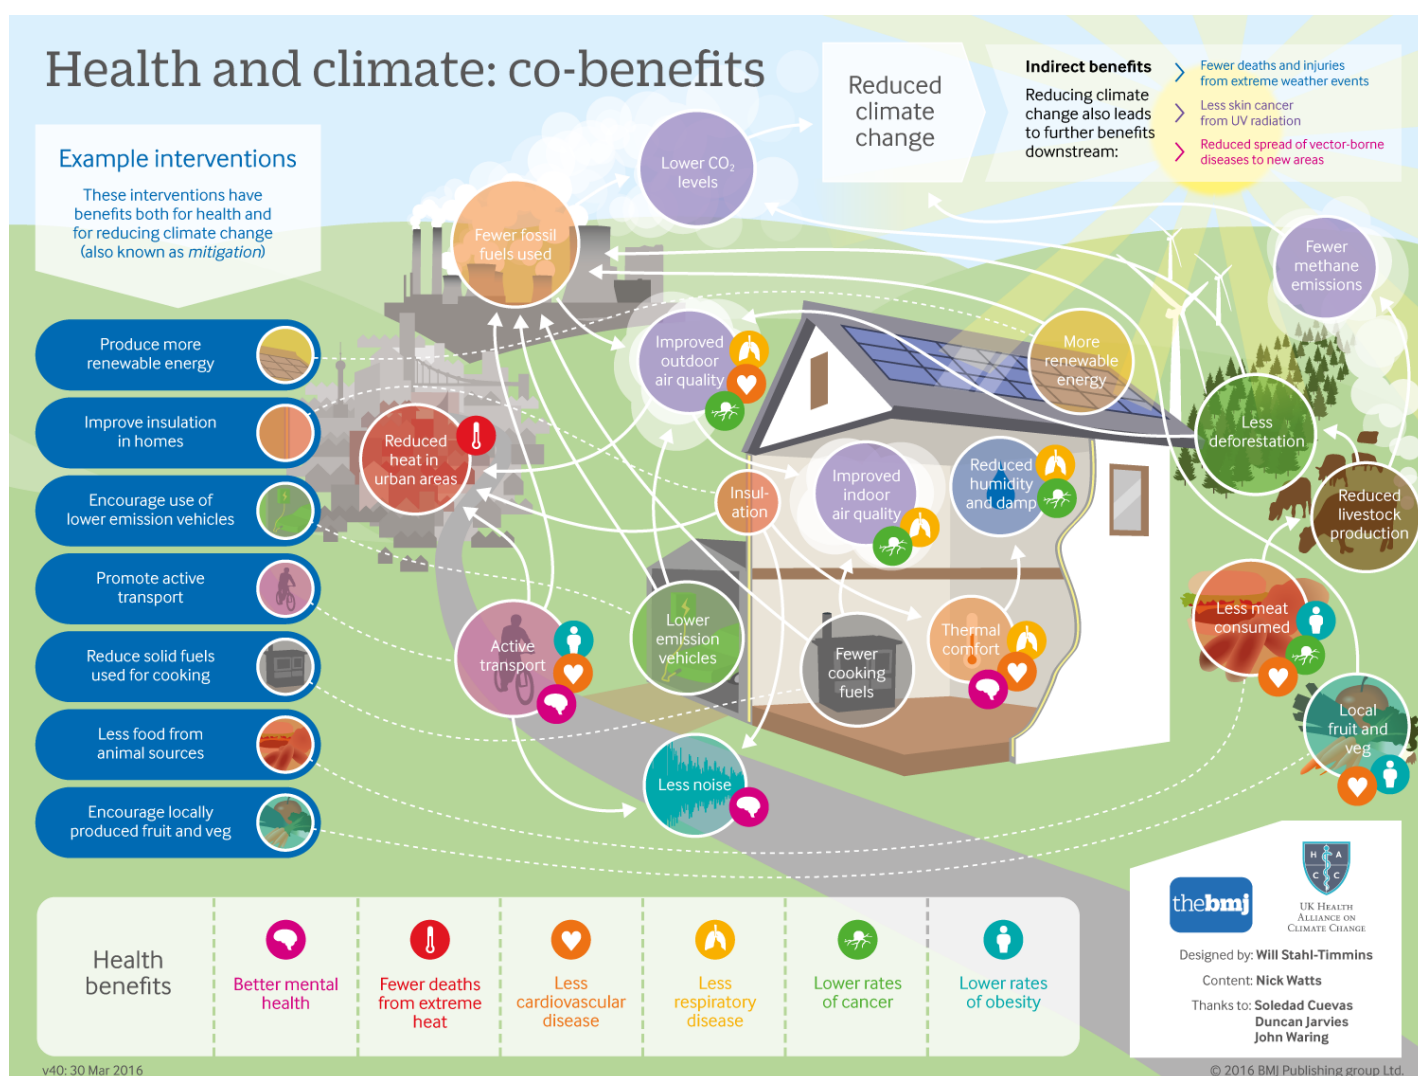 Health and climate: co-benefits
Example interventions
These interventions have
benefits both for health and
for reducing climate change
(also known as mitigation)
Reduced
climate
change
Indirect benefits
Reducing climate
change also leads
to further benefits
downstream:
Fewer deaths and injuries
from extreme weather events
Less skin cancer
from UV radiation
Reduced spread of vector-borne
diseases to new areas
Produce more
renewable energy
Improve insulation
in homes
Encourage use of
lower emission vehicles
Promote active
transport
Reduce solid fuels
used for cooking
Less food from
animal sources
Encourage locally
produced fruit and veg
Lower CO₂
levels
Fewer fossil
fuels used
Fewer
methane
emissions
Improved
outdoor
air quality
More
renewable
energy
Reduced
heat in
urban areas
Less
deforestation
Insul-
ation
Improved
indoor
air quality
Reduced
humidity
and damp
Reduced
livestock
production
Active
transport
Lower
emission
vehicles
Fewer
cooking
fuels
Thermal
comfort
Less meat
consumed
Local
fruit and
veg
Less noise
Health
benefits
Better mental
health
Fewer deaths
from extreme
heat
Less
cardiovascular
disease
Less
respiratory
disease
Lower rates
of cancer
Lower rates
of obesity
thebmj
H A
C C
UK Health
Alliance on
Climate Change
Designed by: Will Stahl-Timmins
Content: Nick Watts
Thanks to: Soledad Cuevas
Duncan Jarvies
John Waring
v40: 30 Mar 2016
© 2016 BMJ Publishing group Ltd.